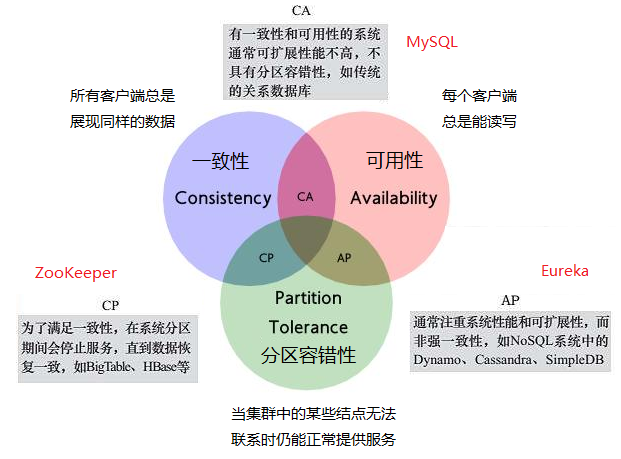 CA
有一致性和可用性的系统
通常可扩展性能不高，不
具有分区容错性，如传统
的关系数据库
MySQL
所有客户端总是
展现同样的数据
每个客户端
总是能读写
一致性
Consistency
可用性
Availability
CA
CP
AP
Partition
Tolerance
分区容错性
ZooKeeper
CP
为了满足一致性，在系统分区
期间会停止服务，直到数据恢
复一致，如BigTable、HBase等
Eureka
AP
通常注重系统性能和可扩展性，而
非强一致性，如NoSQL系统中的
Dynamo、Cassandra、SimpleDB
当集群中的某些结点无法
联系时仍能正常提供服务